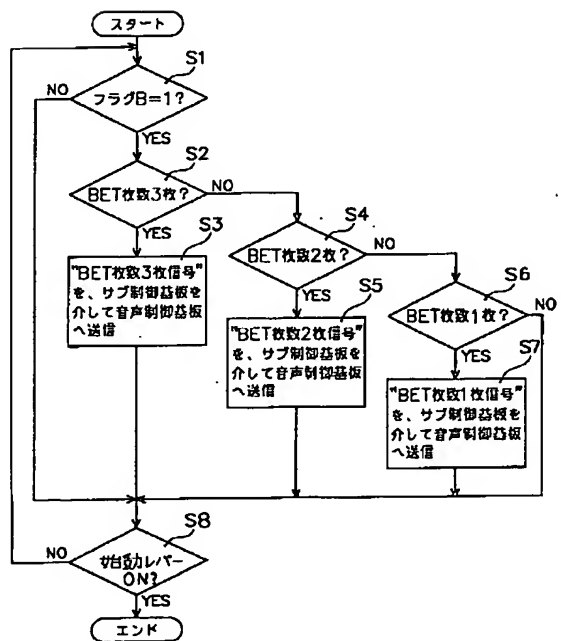 スタート
S1
NO
フラグB=1?
YES
S2
BET枚数3枚?
NO
YES
S3
"BET枚数3枚信号"
を、サブ制御基板を
介して音声制御基板
へ送信
S4
BET枚数2枚?
NO
YES
S5
"BET枚数2枚信号"
を、サブ制御基板を
介して音声制御基板
へ送信
S6
BET枚数1枚?
NO
YES
S7
"BET枚数1枚信号"
を、サブ制御基板を
介して音声制御基板
へ送信
S8
NO
始動レバー
ON?
YES
エンド